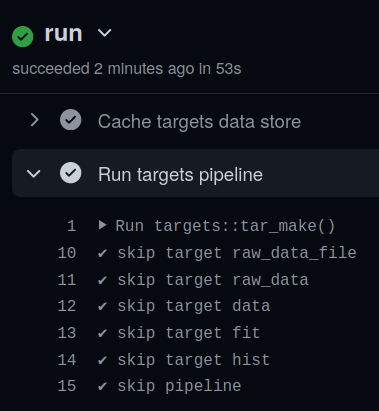 run
succeeded 2 minutes ago in 53s
Cache targets data store
Run targets pipeline
1 ▶ Run targets::tar_make()
10 ✔ skip target raw_data_file
11 ✔ skip target raw_data
12 ✔ skip target data
13 ✔ skip target fit
14 ✔ skip target hist
15 ✔ skip pipeline